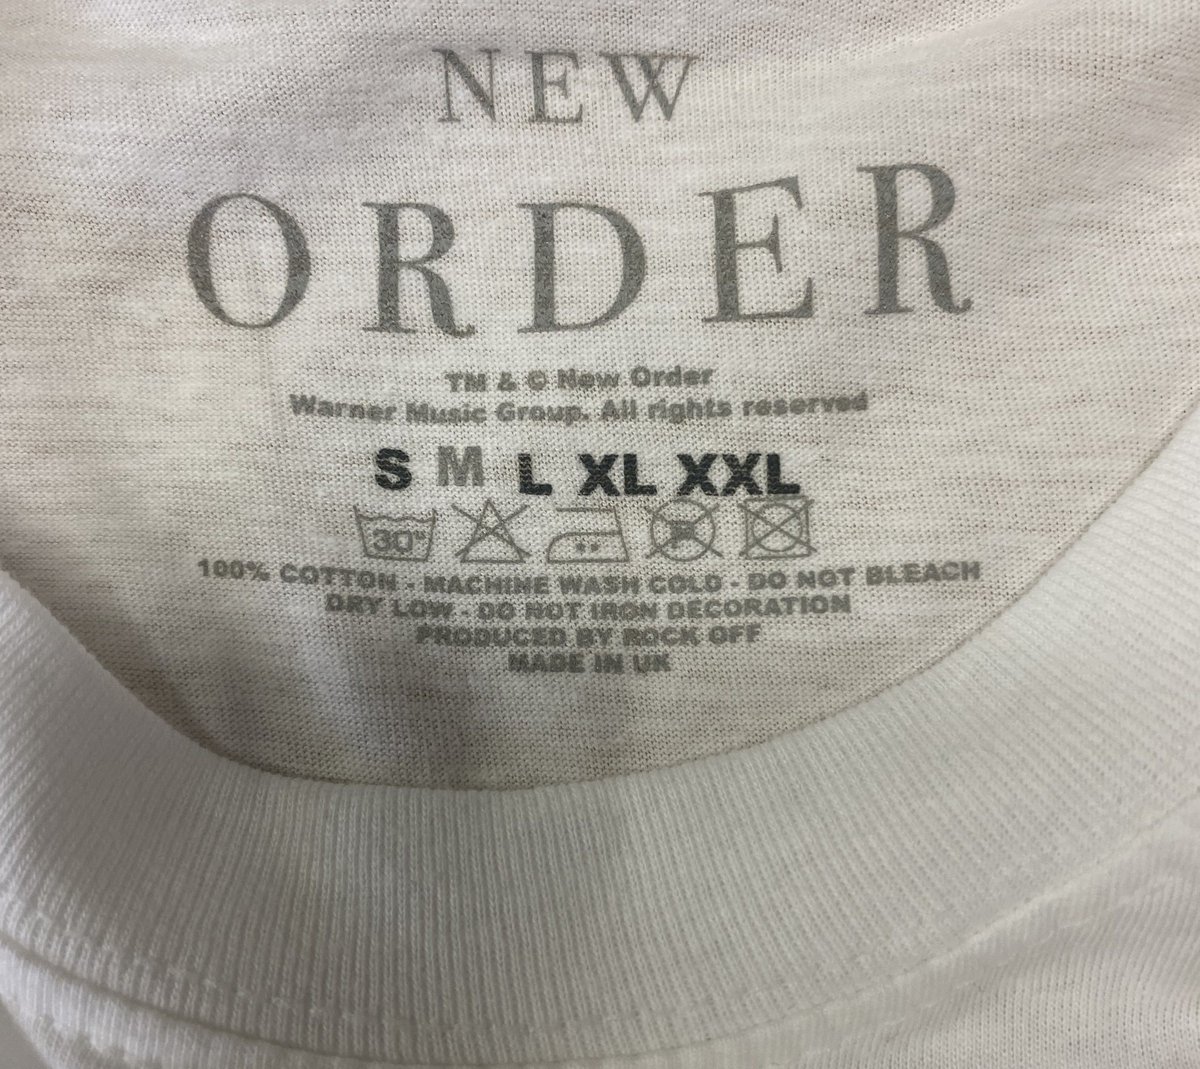 NEW
ORDER
TM & © New Order
Warner Music Group. All rights reserved
S M L XL XXL
30°
100% COTTON - MACHINE WASH COLD - DO NOT BLEACH
DRY LOW - DO NOT IRON DECORATION
PRODUCED BY ROCK OFF
MADE IN UK